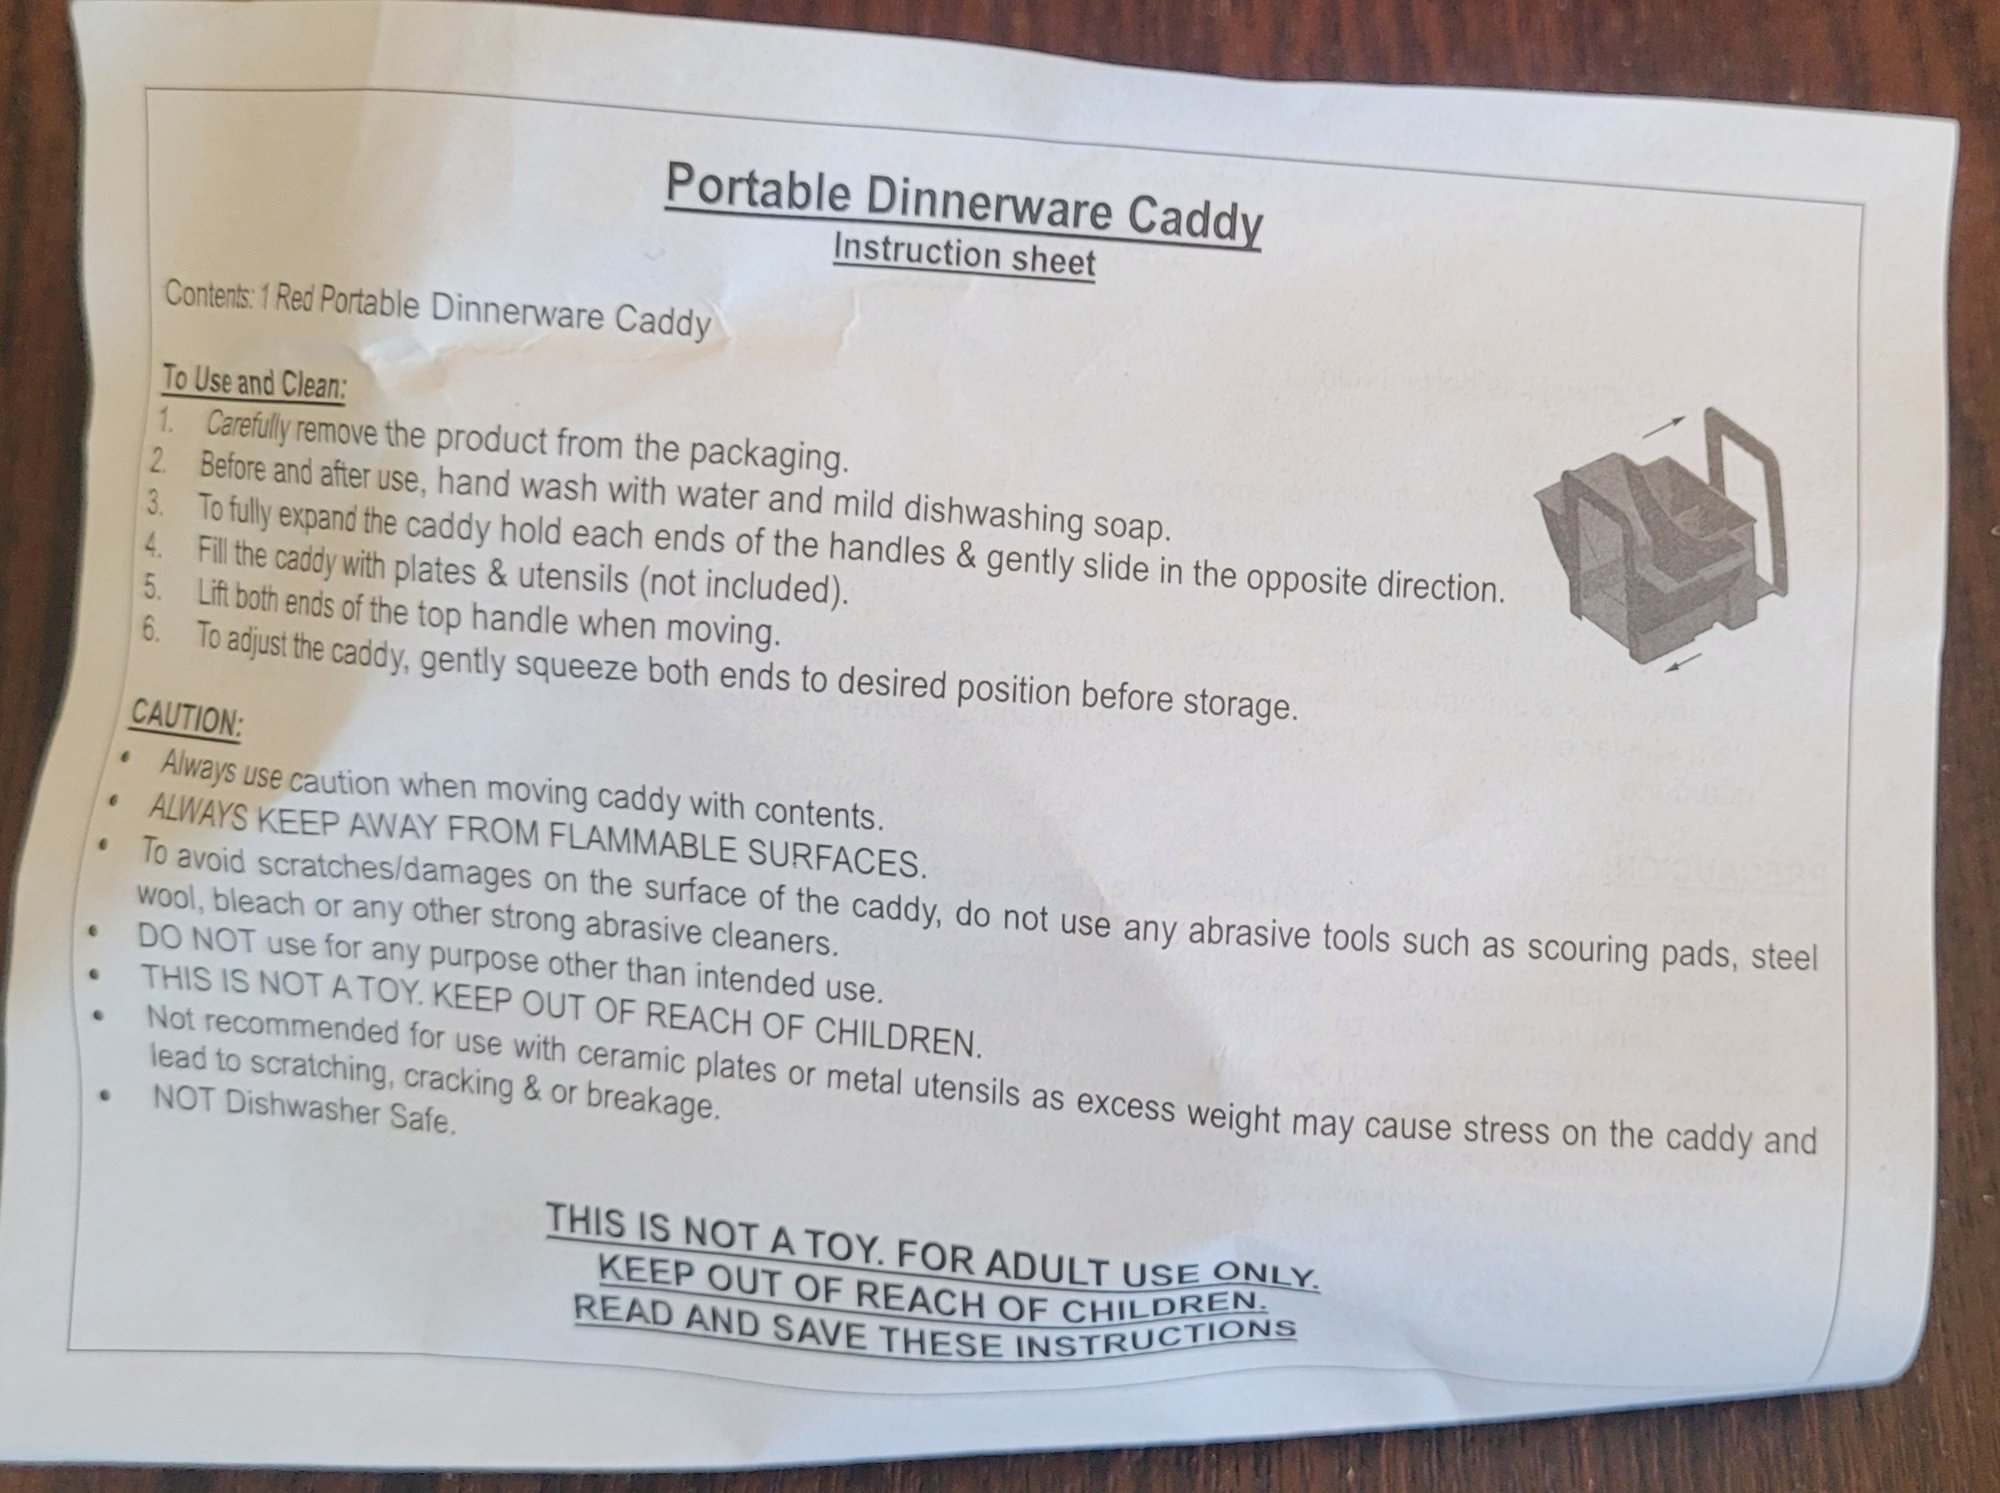 Portable Dinnerware Caddy
Instruction sheet
Contents: 1 Red Portable Dinnerware Caddy
To Use and Clean:
1. Carefully remove the product from the packaging.
2. Before and after use, hand wash with water and mild dishwashing soap.
3. To fully expand the caddy hold each ends of the handles & gently slide in the opposite direction.
4. Fill the caddy with plates & utensils (not included).
5. Lift both ends of the top handle when moving.
6. To adjust the caddy, gently squeeze both ends to desired position before storage.
CAUTION:
• Always use caution when moving caddy with contents.
• ALWAYS KEEP AWAY FROM FLAMMABLE SURFACES.
• To avoid scratches/damages on the surface of the caddy, do not use any abrasive tools such as scouring pads, steel
wool, bleach or any other strong abrasive cleaners.
• DO NOT use for any purpose other than intended use.
• THIS IS NOT A TOY. KEEP OUT OF REACH OF CHILDREN.
• Not recommended for use with ceramic plates or metal utensils as excess weight may cause stress on the caddy and
lead to scratching, cracking & or breakage.
• NOT Dishwasher Safe.
THIS IS NOT A TOY. FOR ADULT USE ONLY.
KEEP OUT OF REACH OF CHILDREN.
READ AND SAVE THESE INSTRUCTIONS